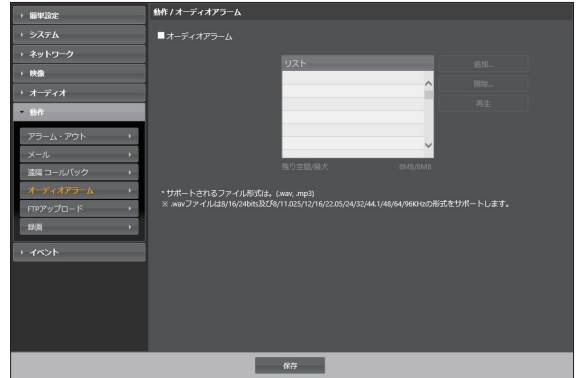 動作 / オーディオアラーム
簡単設定
システム
ネットワーク
映像
オーディオ
動作
アラーム・アウト
メール
遠隔 コールバック
オーディオアラーム
FTPアップロード
録画
イベント
オーディオアラーム
リスト
追加...
削除...
再生
残り空間/最大 8MB/8MB
* サポートされるファイル形式は。(.wav, .mp3)
※ .wavファイルは8/16/24bits及び8/11.025/12/16/22.05/24/32/44.1/48/64/96KHzの形式をサポートします。
保存